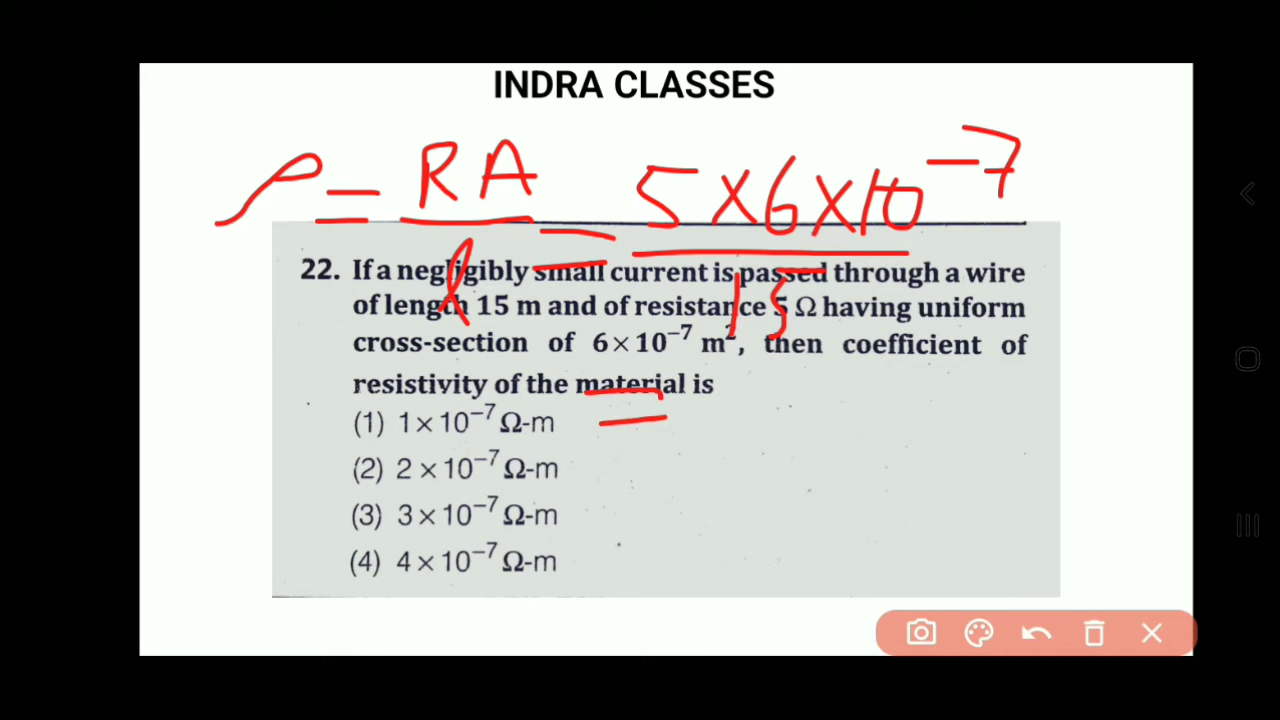 INDRA CLASSES
ρ = RA/l = 5×6×10⁻⁷/15
22. If a negligibly small current is passed through a wire
of length 15 m and of resistance 5 Ω having uniform
cross-section of 6×10⁻⁷ m², then coefficient of
resistivity of the material is
=
(1) 1×10⁻⁷ Ω-m
(2) 2×10⁻⁷ Ω-m
(3) 3×10⁻⁷ Ω-m
(4) 4×10⁻⁷ Ω-m